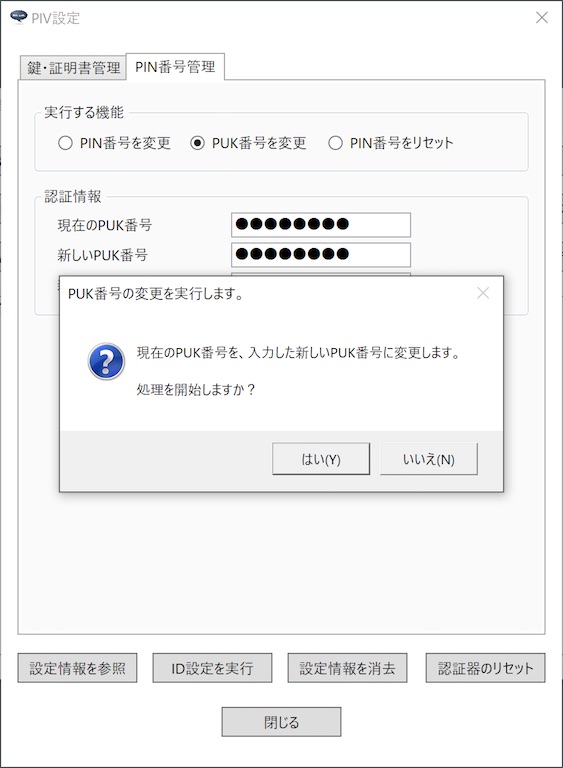 PIV設定
鍵・証明書管理
PIN番号管理
実行する機能
PIN番号を変更
PUK番号を変更
PIN番号をリセット
認証情報
現在のPUK番号
●●●●●●●●
新しいPUK番号
●●●●●●●●
PUK番号の変更を実行します。
現在のPUK番号を、入力した新しいPUK番号に変更します。
処理を開始しますか？
はい(Y)
いいえ(N)
設定情報を参照
ID設定を実行
設定情報を消去
認証器のリセット
閉じる